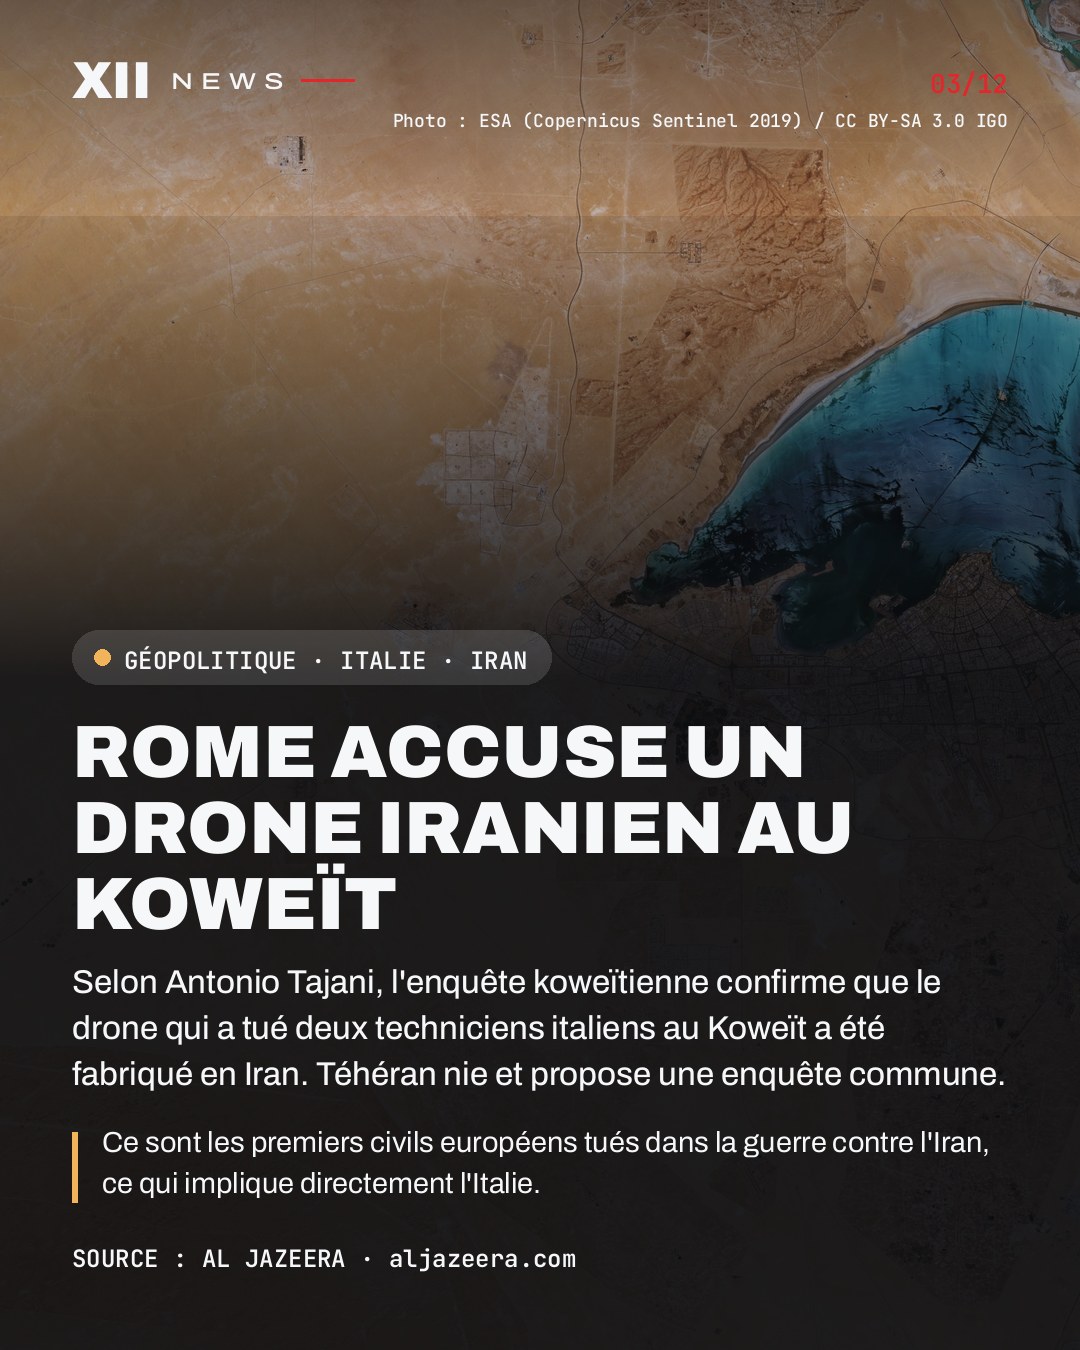 XII NEWS
03/12
Photo : ESA (Copernicus Sentinel 2019) / CC BY-SA 3.0 IGO
GÉOPOLITIQUE · ITALIE · IRAN
ROME ACCUSE UN
DRONE IRANIEN AU
KOWEÏT
Selon Antonio Tajani, l'enquête koweïtienne confirme que le
drone qui a tué deux techniciens italiens au Koweït a été
fabriqué en Iran. Téhéran nie et propose une enquête commune.
Ce sont les premiers civils européens tués dans la guerre contre l'Iran,
ce qui implique directement l'Italie.
SOURCE : AL JAZEERA · aljazeera.com